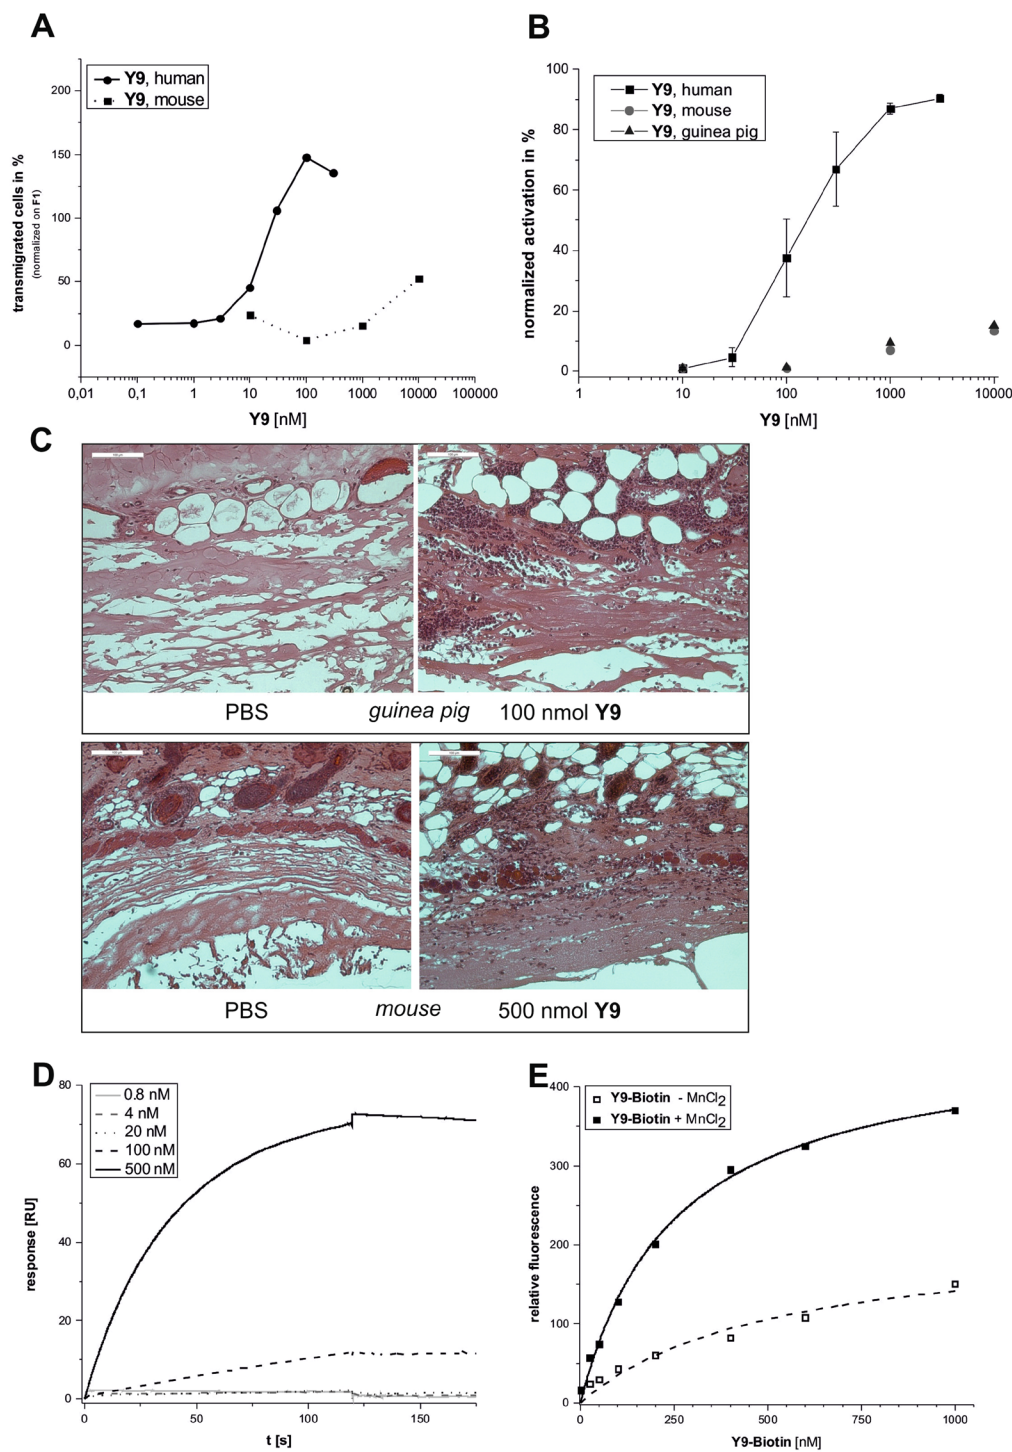 A
Y9, human
Y9, mouse
200
150
100
50
0
transmigrated cells in %
(normalized on F1)
0,01 0,1 1 10 100 1000 10000 100000
Y9 [nM]
B
Y9, human
Y9, mouse
Y9, guinea pig
100
80
60
40
20
0
normalized activation in %
1 10 100 1000 10000
Y9 [nM]
C
PBS guinea pig 100 nmol Y9
PBS mouse 500 nmol Y9
D
0.8 nM
4 nM
20 nM
100 nM
500 nM
80
60
40
20
0
response [RU]
0 50 100 150
t [s]
E
Y9-Biotin - MnCl2
Y9-Biotin + MnCl2
400
300
200
100
0
relative fluorescence
0 250 500 750 1000
Y9-Biotin [nM]